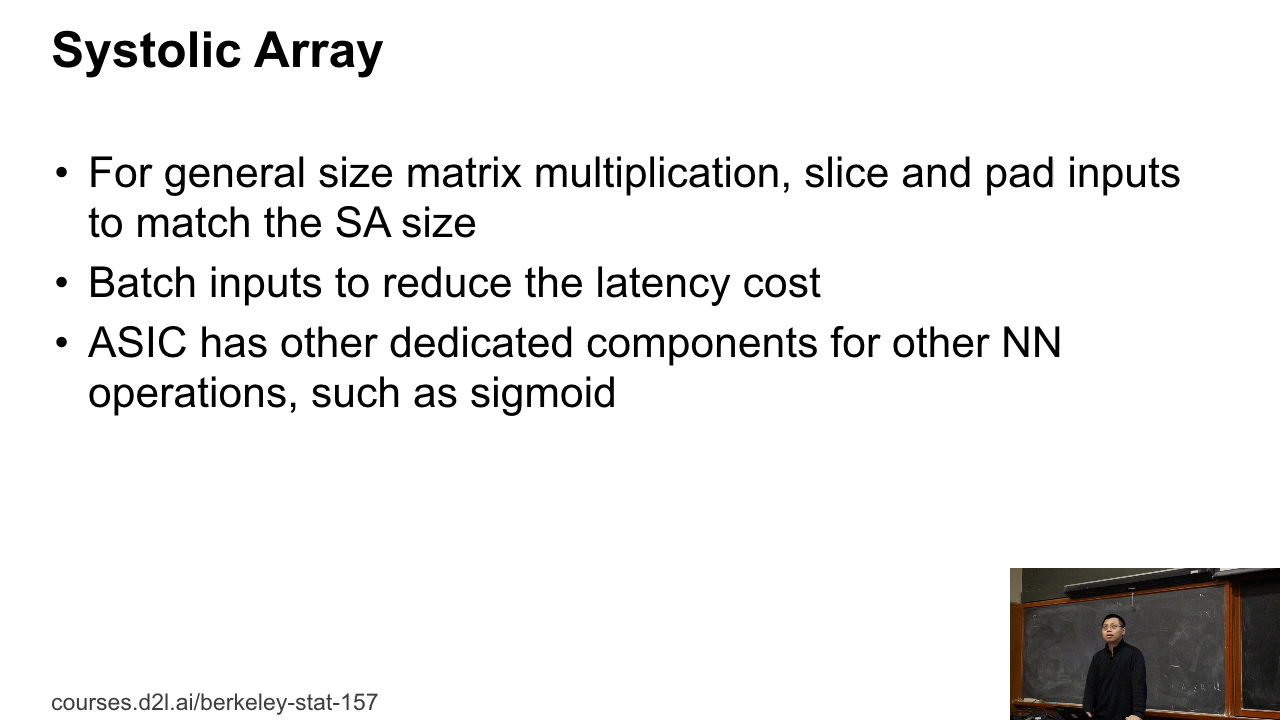 Systolic Array
• For general size matrix multiplication, slice and pad inputs
to match the SA size
• Batch inputs to reduce the latency cost
• ASIC has other dedicated components for other NN
operations, such as sigmoid
courses.d2l.ai/berkeley-stat-157